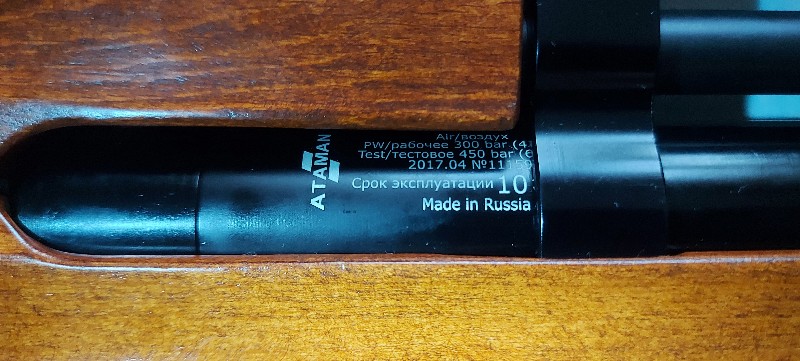 ATAMAN
Air/воздух
PW/рабочее 300 bar
Test/тестовое 450 bar
2017.04
Срок эксплуатации 10
Made in Russia